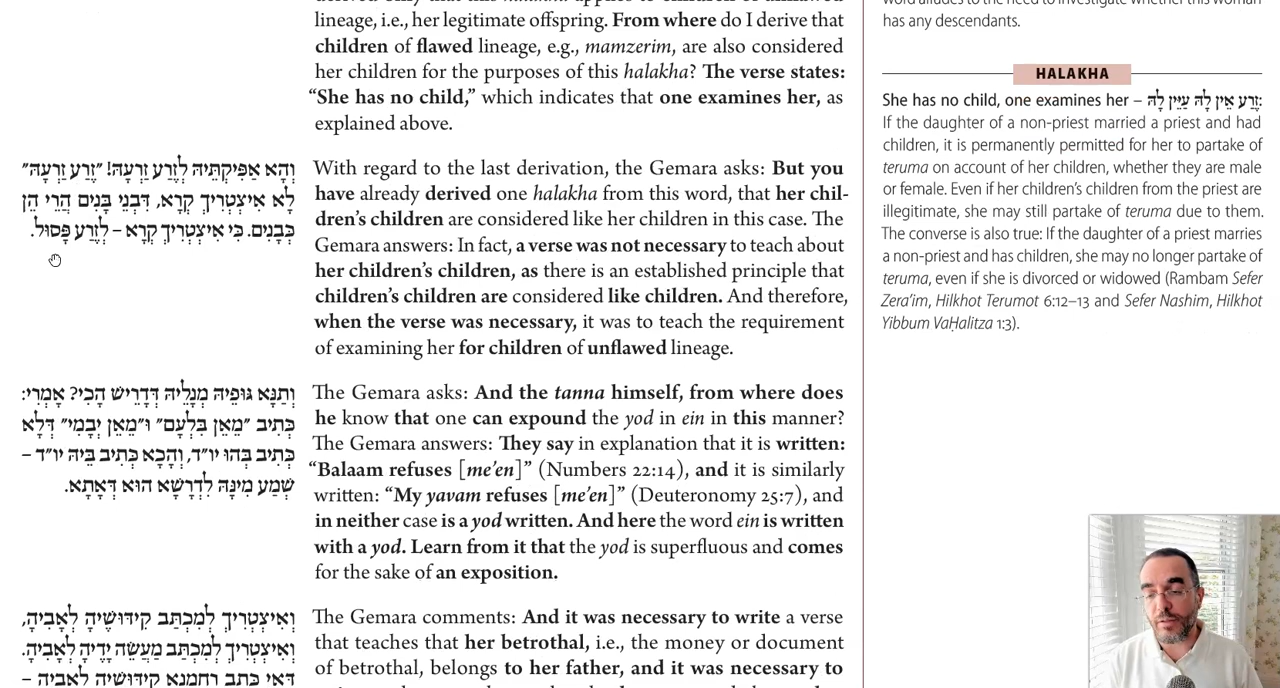 lineage, i.e., her legitimate offspring. From where do I derive that
children of flawed lineage, e.g., mamzerim, are also considered
her children for the purposes of this halakha? The verse states:
“She has no child,” which indicates that one examines her, as
explained above.
וְהָא אַפֵּיקְתֵּיהּ לְזֶרַע זַרְעָהּ! ״זֶרַע זַרְעָהּ״
לָא אִיצְטְרִיךְ קְרָא, דִּבְנֵי בָּנִים הֲרֵי הֵן
כְּבָנִים. כִּי אִיצְטְרִיךְ קְרָא – לְזֶרַע פָּסוּל.
With regard to the last derivation, the Gemara asks: But you
have already derived one halakha from this word, that her chil-
dren’s children are considered like her children in this case. The
Gemara answers: In fact, a verse was not necessary to teach about
her children’s children, as there is an established principle that
children’s children are considered like children. And therefore,
when the verse was necessary, it was to teach the requirement
of examining her for children of unflawed lineage.
וְתַנָּא גּוּפֵיהּ מְנָלֵיהּ דְּדָרֵישׁ הָכִי? אָמְרִי:
כְּתִיב ״מֵאֵן בִּלְעָם״ וּ״מֵאֵן יְבָמִי״ דְּלָא
כְּתִיב בְּהוּ יוּ״ד, וְהָכָא כְּתִיב בֵּיהּ יוּ״ד –
שְׁמַע מִינָּהּ לִדְרָשָׁא הוּא דַּאֲתָא.
The Gemara asks: And the tanna himself, from where does
he know that one can expound the yod in ein in this manner?
The Gemara answers: They say in explanation that it is written:
“Balaam refuses [me’en]” (Numbers 22:14), and it is similarly
written: “My yavam refuses [me’en]” (Deuteronomy 25:7), and
in neither case is a yod written. And here the word ein is written
with a yod. Learn from it that the yod is superfluous and comes
for the sake of an exposition.
וְאִיצְטְרִיךְ לְמִכְתַּב קִידּוּשֶׁיהָ לְאָבִיהָ,
וְאִיצְטְרִיךְ לְמִכְתַּב מַעֲשֵׂה יָדֶיהָ לְאָבִיהָ.
דְּאִי כְּתַב רַחֲמָנָא קִידּוּשֶׁיהָ לְאָבִיהָ –
The Gemara comments: And it was necessary to write a verse
that teaches that her betrothal, i.e., the money or document
of betrothal, belongs to her father, and it was necessary to
has any descendants.
HALAKHA
She has no child, one examines her – זֶרַע אֵין לָהּ עַיֵּין לָהּ:
If the daughter of a non-priest married a priest and had
children, it is permanently permitted for her to partake of
teruma on account of her children, whether they are male
or female. Even if her children’s children from the priest are
illegitimate, she may still partake of teruma due to them.
The converse is also true: If the daughter of a priest marries
a non-priest and has children, she may no longer partake of
teruma, even if she is divorced or widowed (Rambam Sefer
Zera’im, Hilkhot Terumot 6:12–13 and Sefer Nashim, Hilkhot
Yibbum VaḤalitza 1:3).